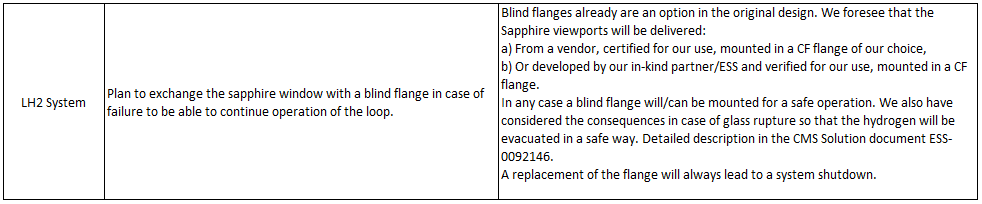 LH2 System
Plan to exchange the sapphire window with a blind flange in case of
failure to be able to continue operation of the loop.
Blind flanges already are an option in the original design. We foresee that the
Sapphire viewports will be delivered:
a) From a vendor, certified for our use, mounted in a CF flange of our choice,
b) Or developed by our in-kind partner/ESS and verified for our use, mounted in a CF
flange.
In any case a blind flange will/can be mounted for a safe operation. We also have
considered the consequences in case of glass rupture so that the hydrogen will be
evacuated in a safe way. Detailed description in the CMS Solution document ESS-
0092146.
A replacement of the flange will always lead to a system shutdown.